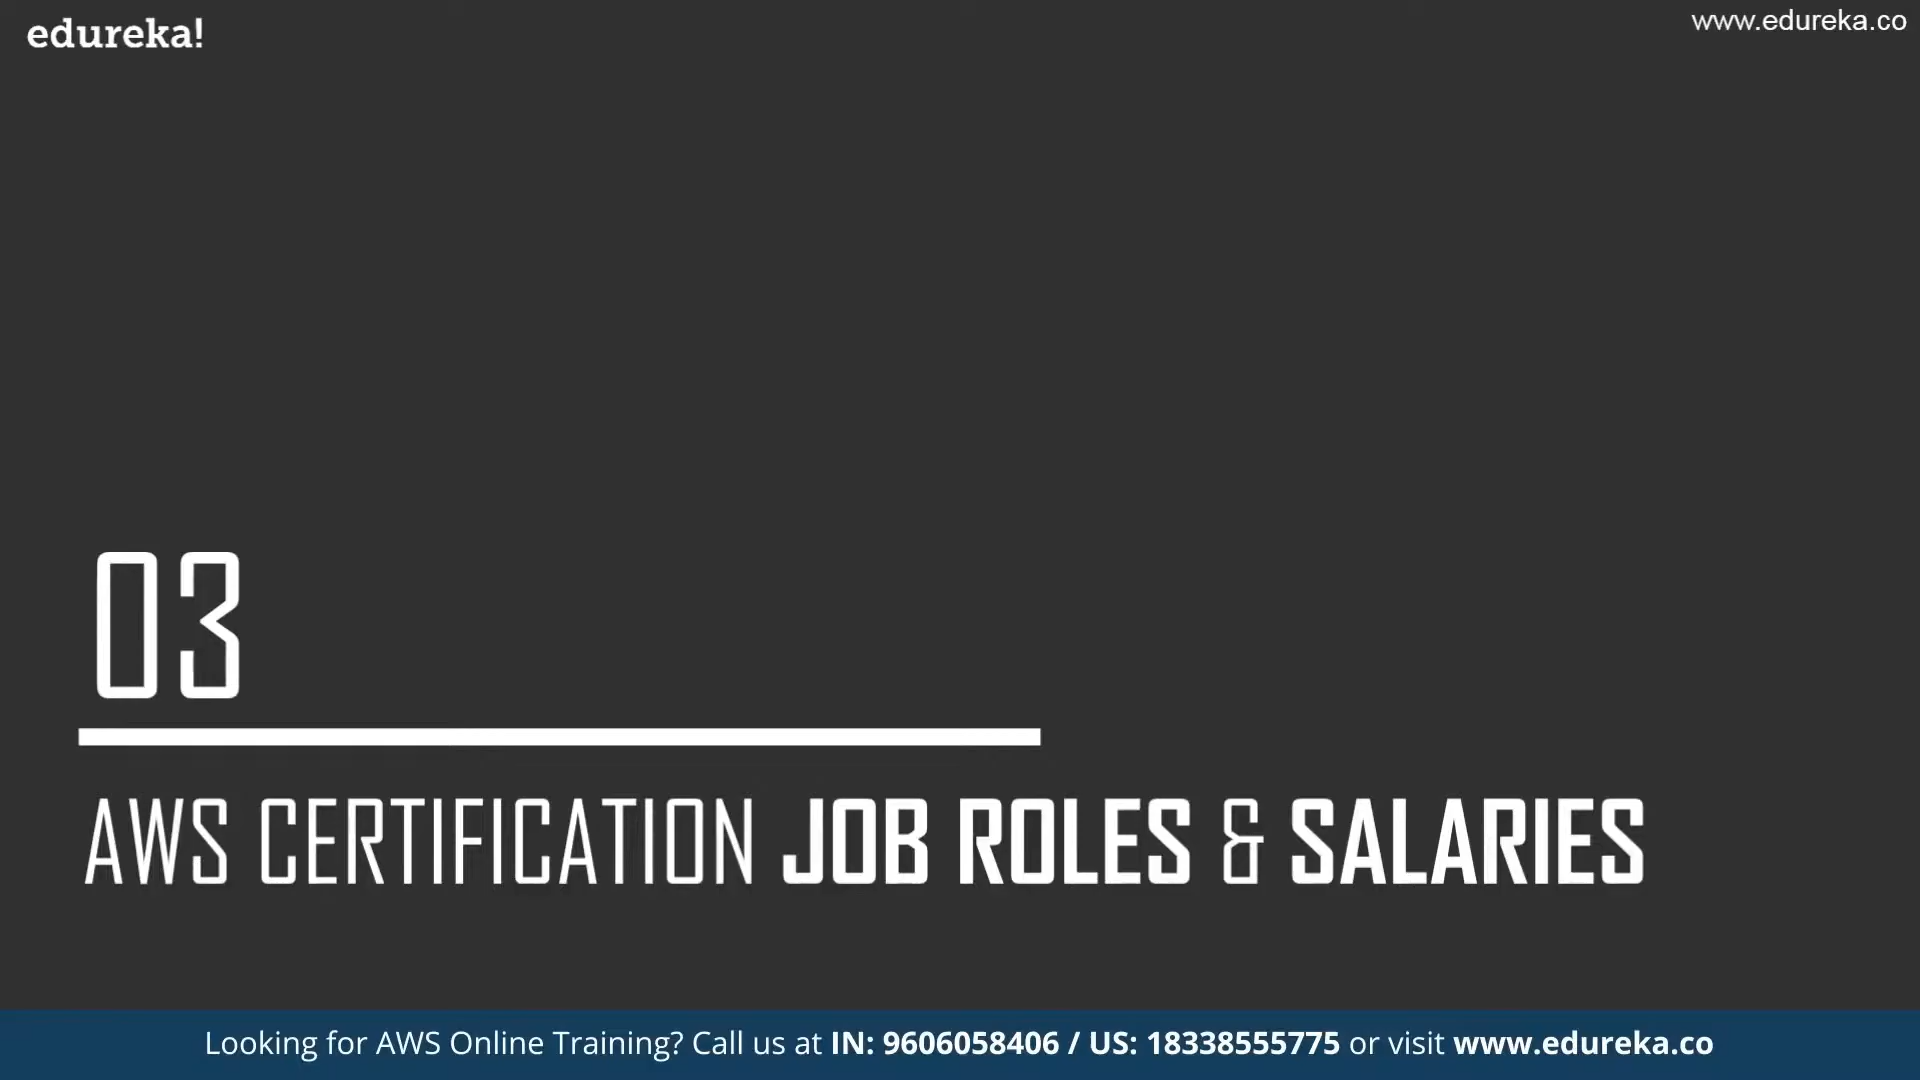 edureka!
www.edureka.co
03
AWS CERTIFICATION JOB ROLES & SALARIES
Looking for AWS Online Training? Call us at IN: 9606058406 / US: 18338555775 or visit www.edureka.co